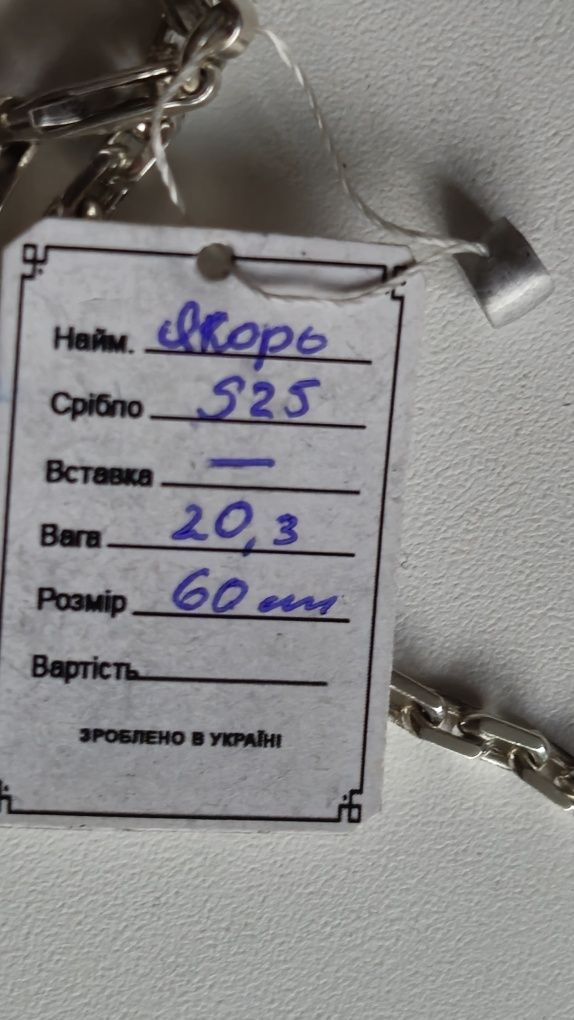 Найм. Якорь
Срібло 925
Вставка —
Вага 20,3
Розмір 60 см
Вартість
ЗРОБЛЕНО В УКРАЇНІ